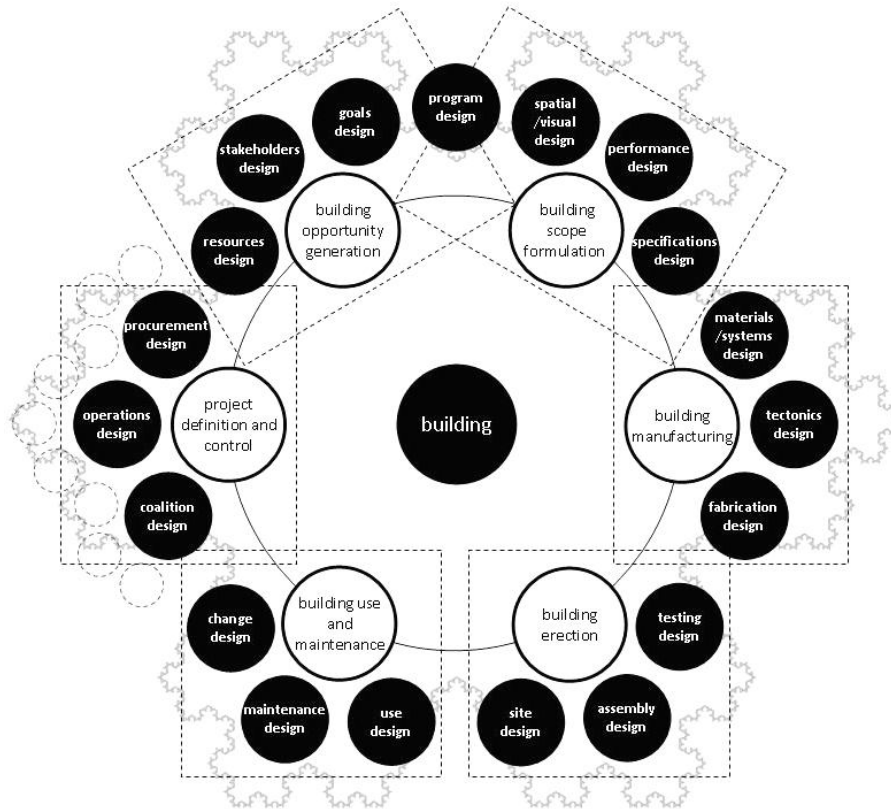 program
design
goals
design
spatial
/visual
design
stakeholders
design
performance
design
building
opportunity
generation
building
scope
formulation
resources
design
specifications
design
procurement
design
materials
/systems
design
operations
design
project
definition and
control
building
building
manufacturing
tectonics
design
coalition
design
fabrication
design
change
design
building use
and
maintenance
building
erection
testing
design
maintenance
design
use
design
site
design
assembly
design